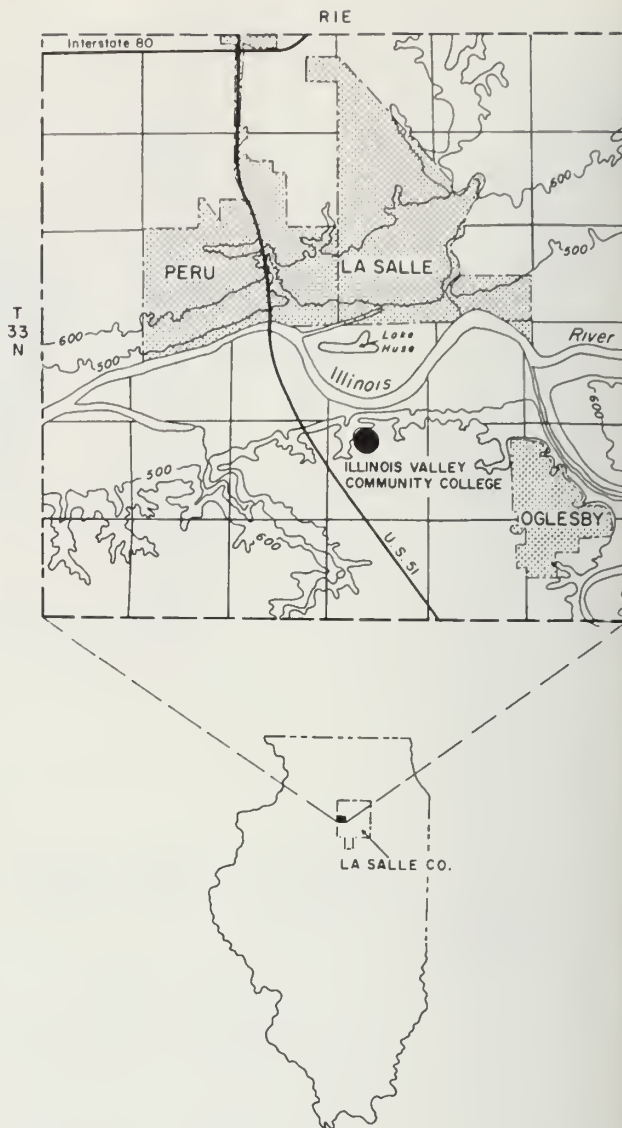 RIE
Interstate 80
600
500
PERU
LA SALLE
T
33
N
600
500
Lake
Huse
River
Illinois
600
ILLINOIS VALLEY
COMMUNITY COLLEGE
500
OGLESBY
600
U.S. 51
LA SALLE CO.